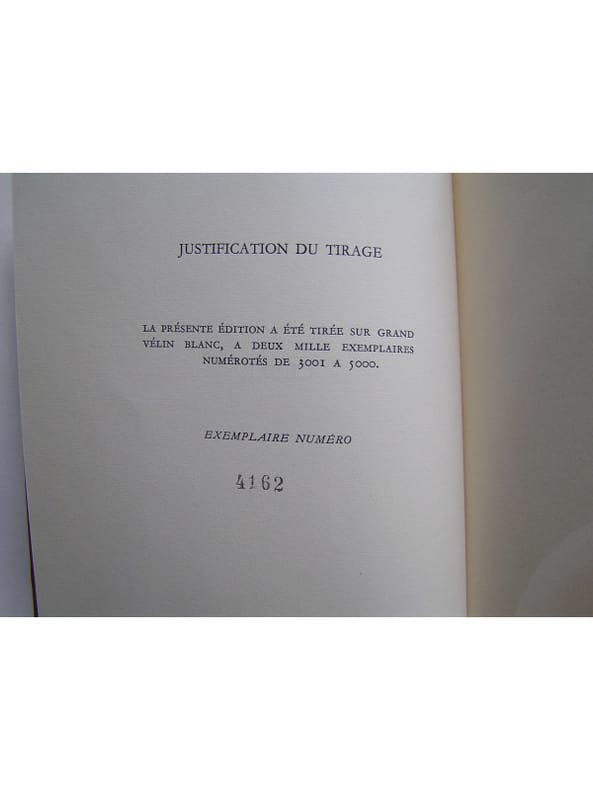 JUSTIFICATION DU TIRAGE
LA PRÉSENTE ÉDITION A ÉTÉ TIRÉE SUR GRAND
VÉLIN BLANC, A DEUX MILLE EXEMPLAIRES
NUMÉROTÉS DE 3001 A 5000.
EXEMPLAIRE NUMÉRO
4162